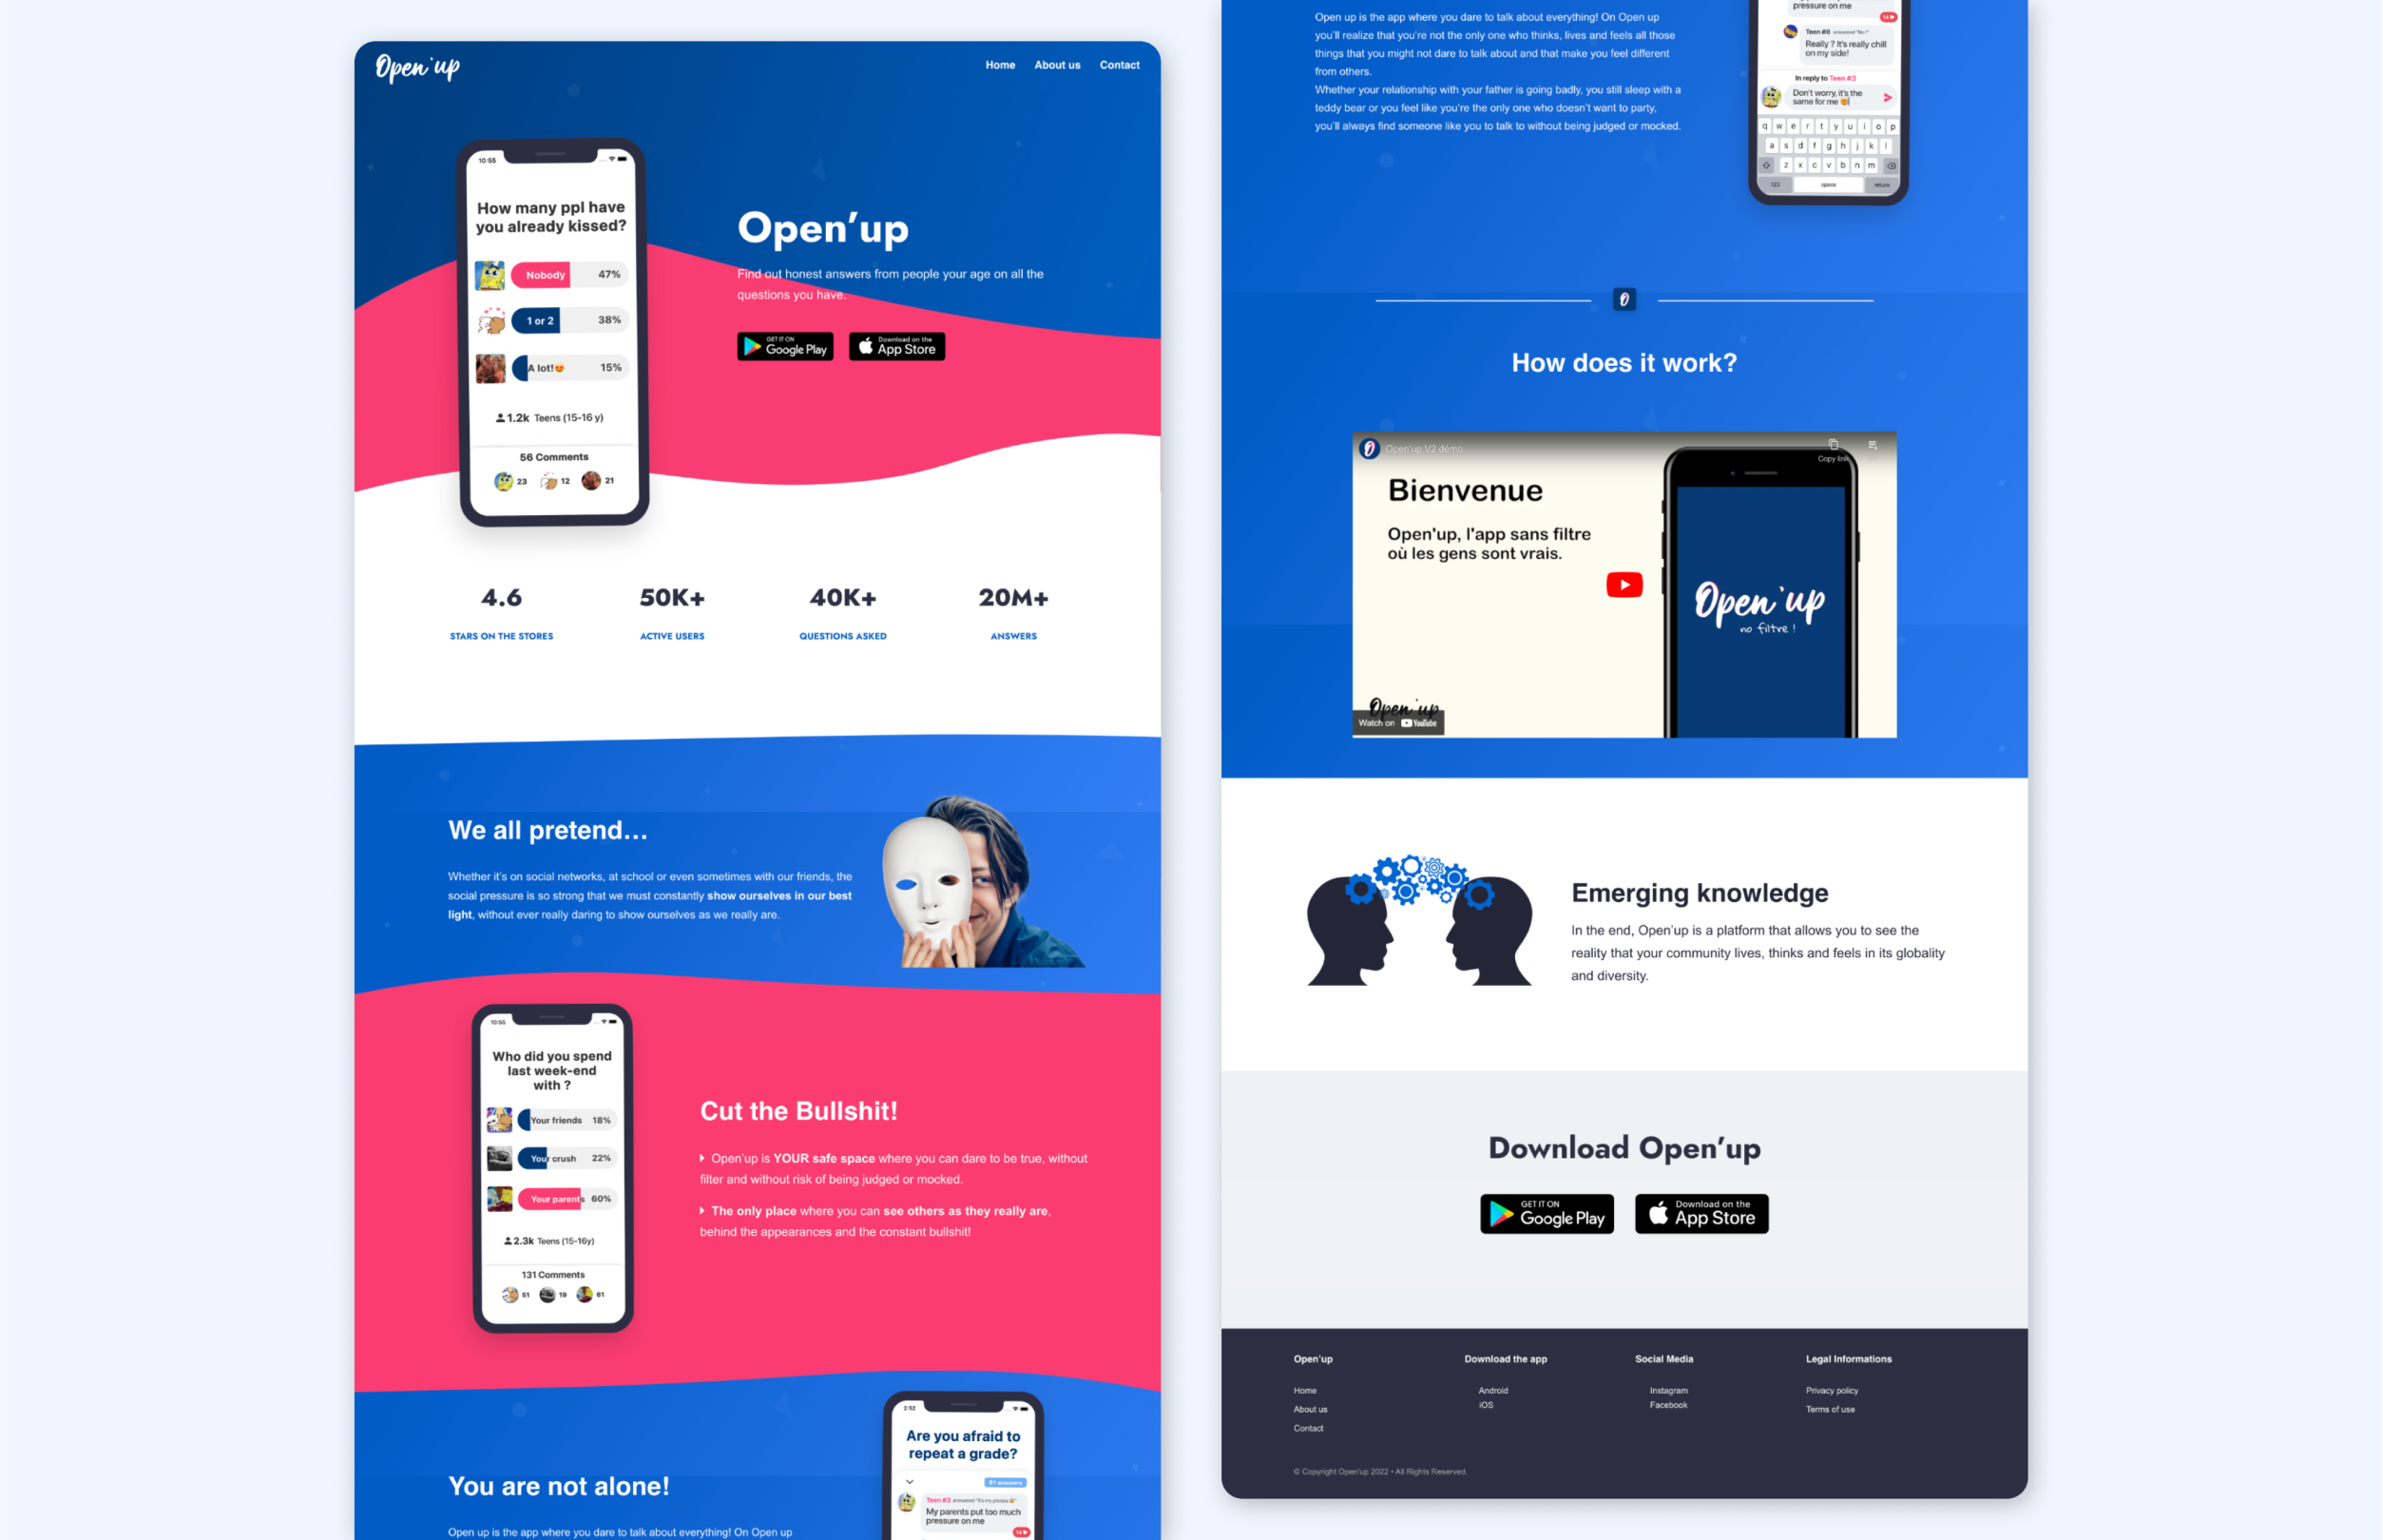 Open'up
Home About us Contact
10:55
How many ppl have
you already kissed?
Nobody 47%
1 or 2 38%
A lot!😍 15%
1.2k Teens (15-16 y)
56 Comments
23 12 21
Open'up
Find out honest answers from people your age on all the
questions you have.
GET IT ON
Google Play
Download on the
App Store
4.6 50K+ 40K+ 20M+
STARS ON THE STORES ACTIVE USERS QUESTIONS ASKED ANSWERS
We all pretend...
Whether it's on social networks, at school or even sometimes with our friends, the
social pressure is so strong that we must constantly show ourselves in our best
light, without ever really daring to show ourselves as we really are.
10:55
Who did you spend
last week-end
with ?
Your friends 18%
Your crush 22%
Your parents 60%
2.3k Teens (15-16y)
131 Comments
51 19 61
Cut the Bullshit!
Open'up is YOUR safe space where you can dare to be true, without
filter and without risk of being judged or mocked.
The only place where you can see others as they really are,
behind the appearances and the constant bullshit!
2:52
Are you afraid to
repeat a grade?
91 answers
Teen #3 answered "It's my phobia 😩"
My parents put too much
pressure on me
14
You are not alone!
Open up is the app where you dare to talk about everything! On Open up
Open up is the app where you dare to talk about everything! On Open up
you'll realize that you're not the only one who thinks, lives and feels all those
things that you might not dare to talk about and that make you feel different
from others.
Whether your relationship with your father is going badly, you still sleep with a
teddy bear or you feel like you're the only one who doesn't want to party,
you'll always find someone like you to talk to without being judged or mocked.
pressure on me
14
Teen #8 answered "No !"
Really ? It's really chill
on my side!
In reply to Teen #3
Don't worry, it's the
same for me
q w e r t y u i o p
a s d f g h j k l
z x c v b n m
123 space return
How does it work?
Open'up V2 démo
Copy link
Bienvenue
Open'up, l'app sans filtre
où les gens sont vrais.
Open'up
no filtre !
Open'up
Watch on YouTube
Emerging knowledge
In the end, Open'up is a platform that allows you to see the
reality that your community lives, thinks and feels in its globality
and diversity.
Download Open'up
GET IT ON
Google Play
Download on the
App Store
Open'up Download the app Social Media Legal Informations
Home Android Instagram Privacy policy
About us iOS Facebook Terms of use
Contact
© Copyright Open'up 2022 • All Rights Reserved.